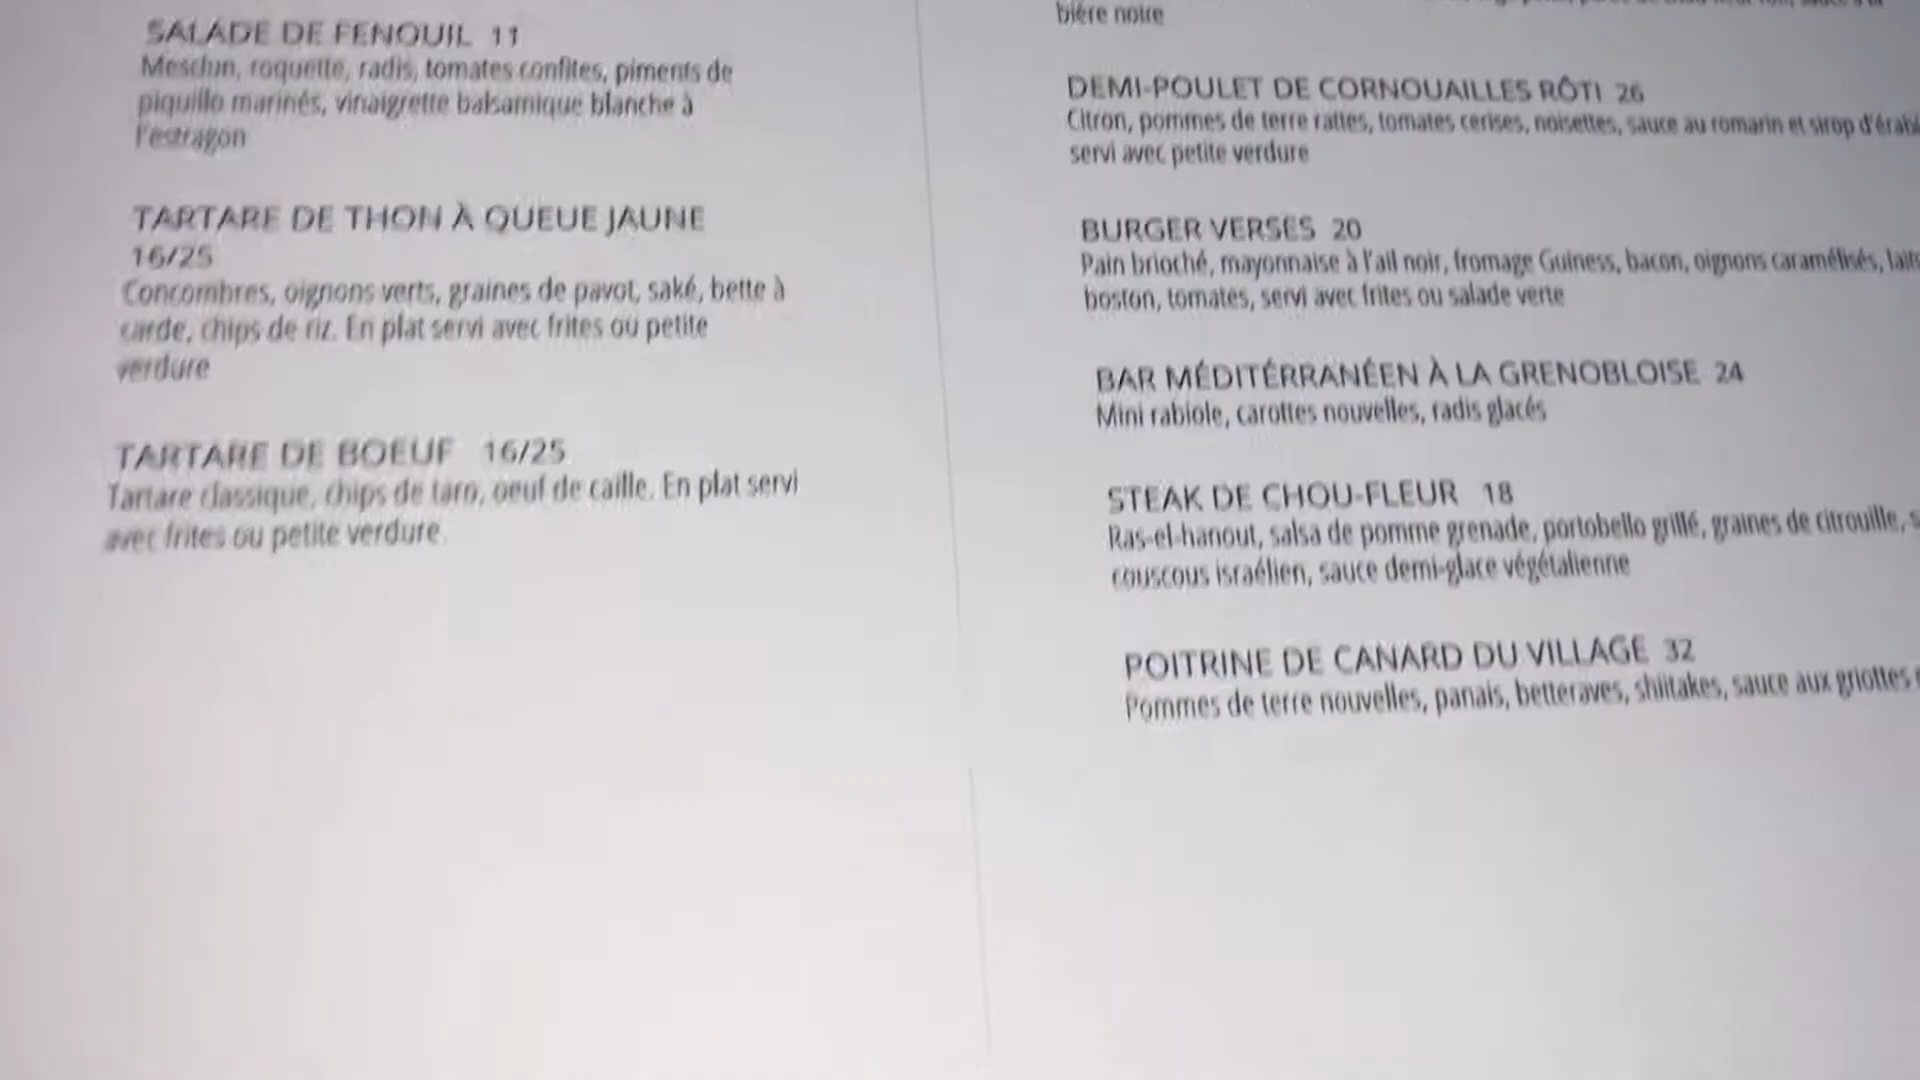 SALADE DE FENOUIL 11
Mesclun, roquette, radis, tomates confites, piments de
piquillo marinés, vinaigrette balsamique blanche à
l'estragon
TARTARE DE THON À QUEUE JAUNE
16/25
Concombres, oignons verts, graines de pavot, saké, bette à
carde, chips de riz. En plat servi avec frites ou petite
verdure
TARTARE DE BOEUF 16/25
Tartare classique, chips de taro, oeuf de caille. En plat servi
avec frites ou petite verdure.
bière noire
DEMI-POULET DE CORNOUAILLES RÔTI 26
Citron, pommes de terre rattes, tomates cerises, noisettes, sauce au romarin et sirop
servi avec petite verdure
BURGER VERSES 20
Pain brioché, mayonnaise à l'ail noir, fromage Guiness, bacon, oignons caramélisés,
boston, tomates, servi avec frites ou salade verte
BAR MÉDITÉRRANÉEN À LA GRENOBLOISE 24
Mini rabiole, carottes nouvelles, radis glacés
STEAK DE CHOU-FLEUR 18
Ras-el-hanout, salsa de pomme grenade, portobello grillé, graines de citrouille,
couscous israélien, sauce demi-glace végétalienne
POITRINE DE CANARD DU VILLAGE 32
Pommes de terre nouvelles, panais, betteraves, shiitakes, sauce aux griottes